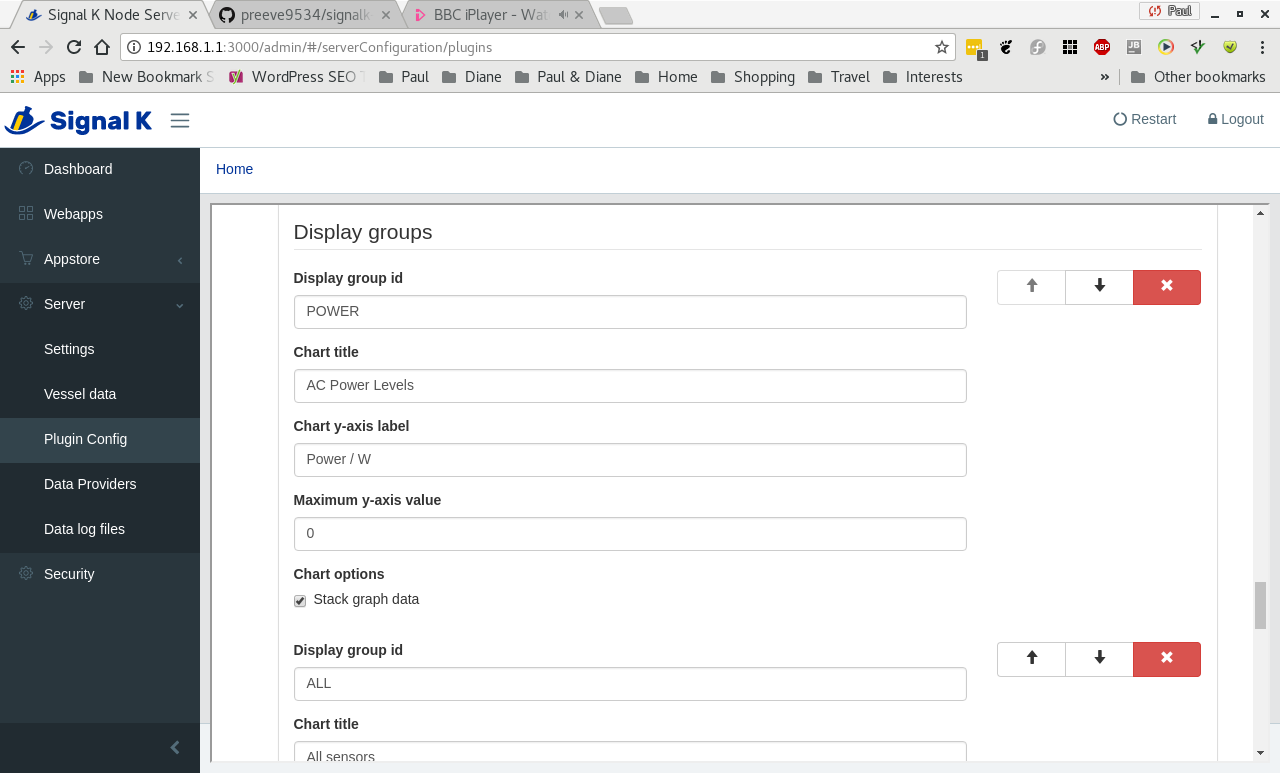 Signal K Node Serve
preeve9534/signalk
BBC iPlayer - Wat
Paul
192.168.1.1:3000/admin/#/serverConfiguration/plugins
1
ABP
JB
Apps
New Bookmark S
WordPress SEO T
Paul
Diane
Paul & Diane
Home
Shopping
Travel
Interests
»
Other bookmarks
Signal K
Restart
Logout
Dashboard
Webapps
Appstore
Server
Settings
Vessel data
Plugin Config
Data Providers
Data log files
Security
Home
Display groups
Display group id
POWER
Chart title
AC Power Levels
Chart y-axis label
Power / W
Maximum y-axis value
0
Chart options
Stack graph data
Display group id
ALL
Chart title
All sensors